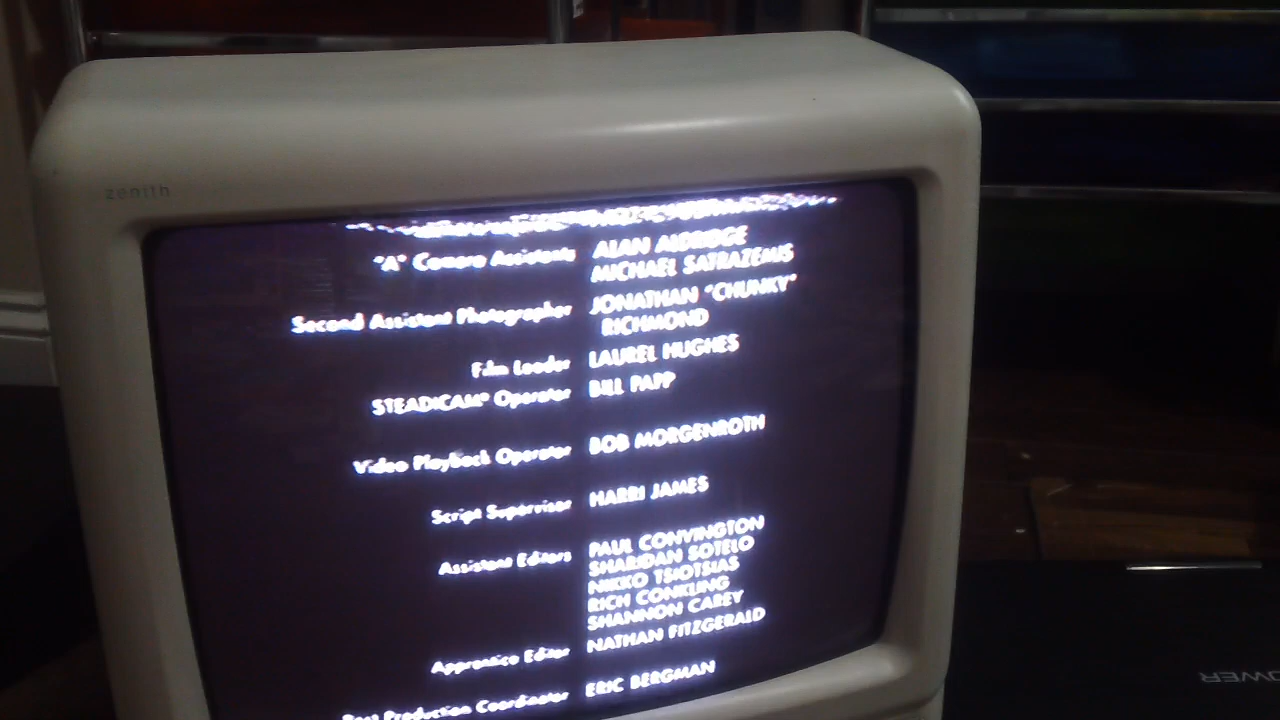 zenith
"A" Camera Assistants ALAN ALDRIDGE
MICHAEL SATRAZEMIS
Second Assistant Photographer JONATHAN "CHUNKY"
RICHMOND
Film Loader LAUREL HUGHES
STEADICAM® Operator BILL PAPP
Video Playback Operator BOB MORGENROTH
Script Supervisor HARRI JAMES
Assistant Editors PAUL CONVINGTON
SHARIDAN SOTELO
NIKKO TSIOTSIAS
RICH CONKLING
SHANNON CAREY
Apprentice Editor NATHAN FITZGERALD
Post Production Coordinator ERIC BERGMAN